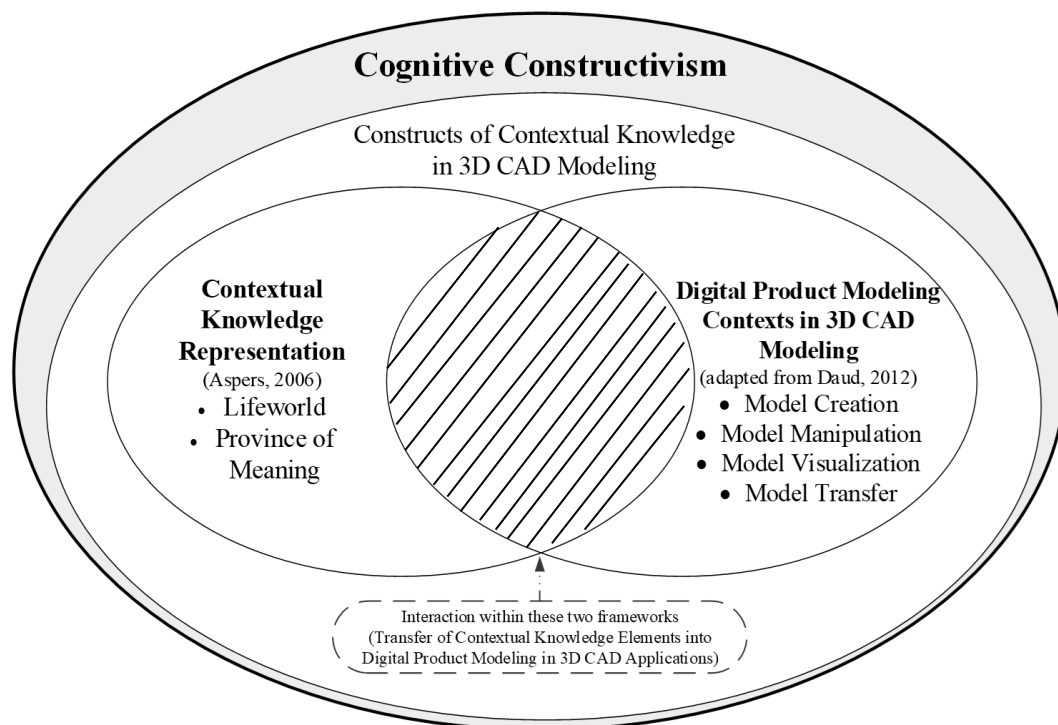 Cognitive Constructivism
Constructs of Contextual Knowledge
in 3D CAD Modeling
Contextual
Knowledge
Representation
(Aspers, 2006)
• Lifeworld
• Province of
Meaning
Digital Product Modeling
Contexts in 3D CAD
Modeling
(adapted from Daud, 2012)
• Model Creation
• Model Manipulation
• Model Visualization
• Model Transfer
Interaction within these two frameworks
(Transfer of Contextual Knowledge Elements into
Digital Product Modeling in 3D CAD Applications)